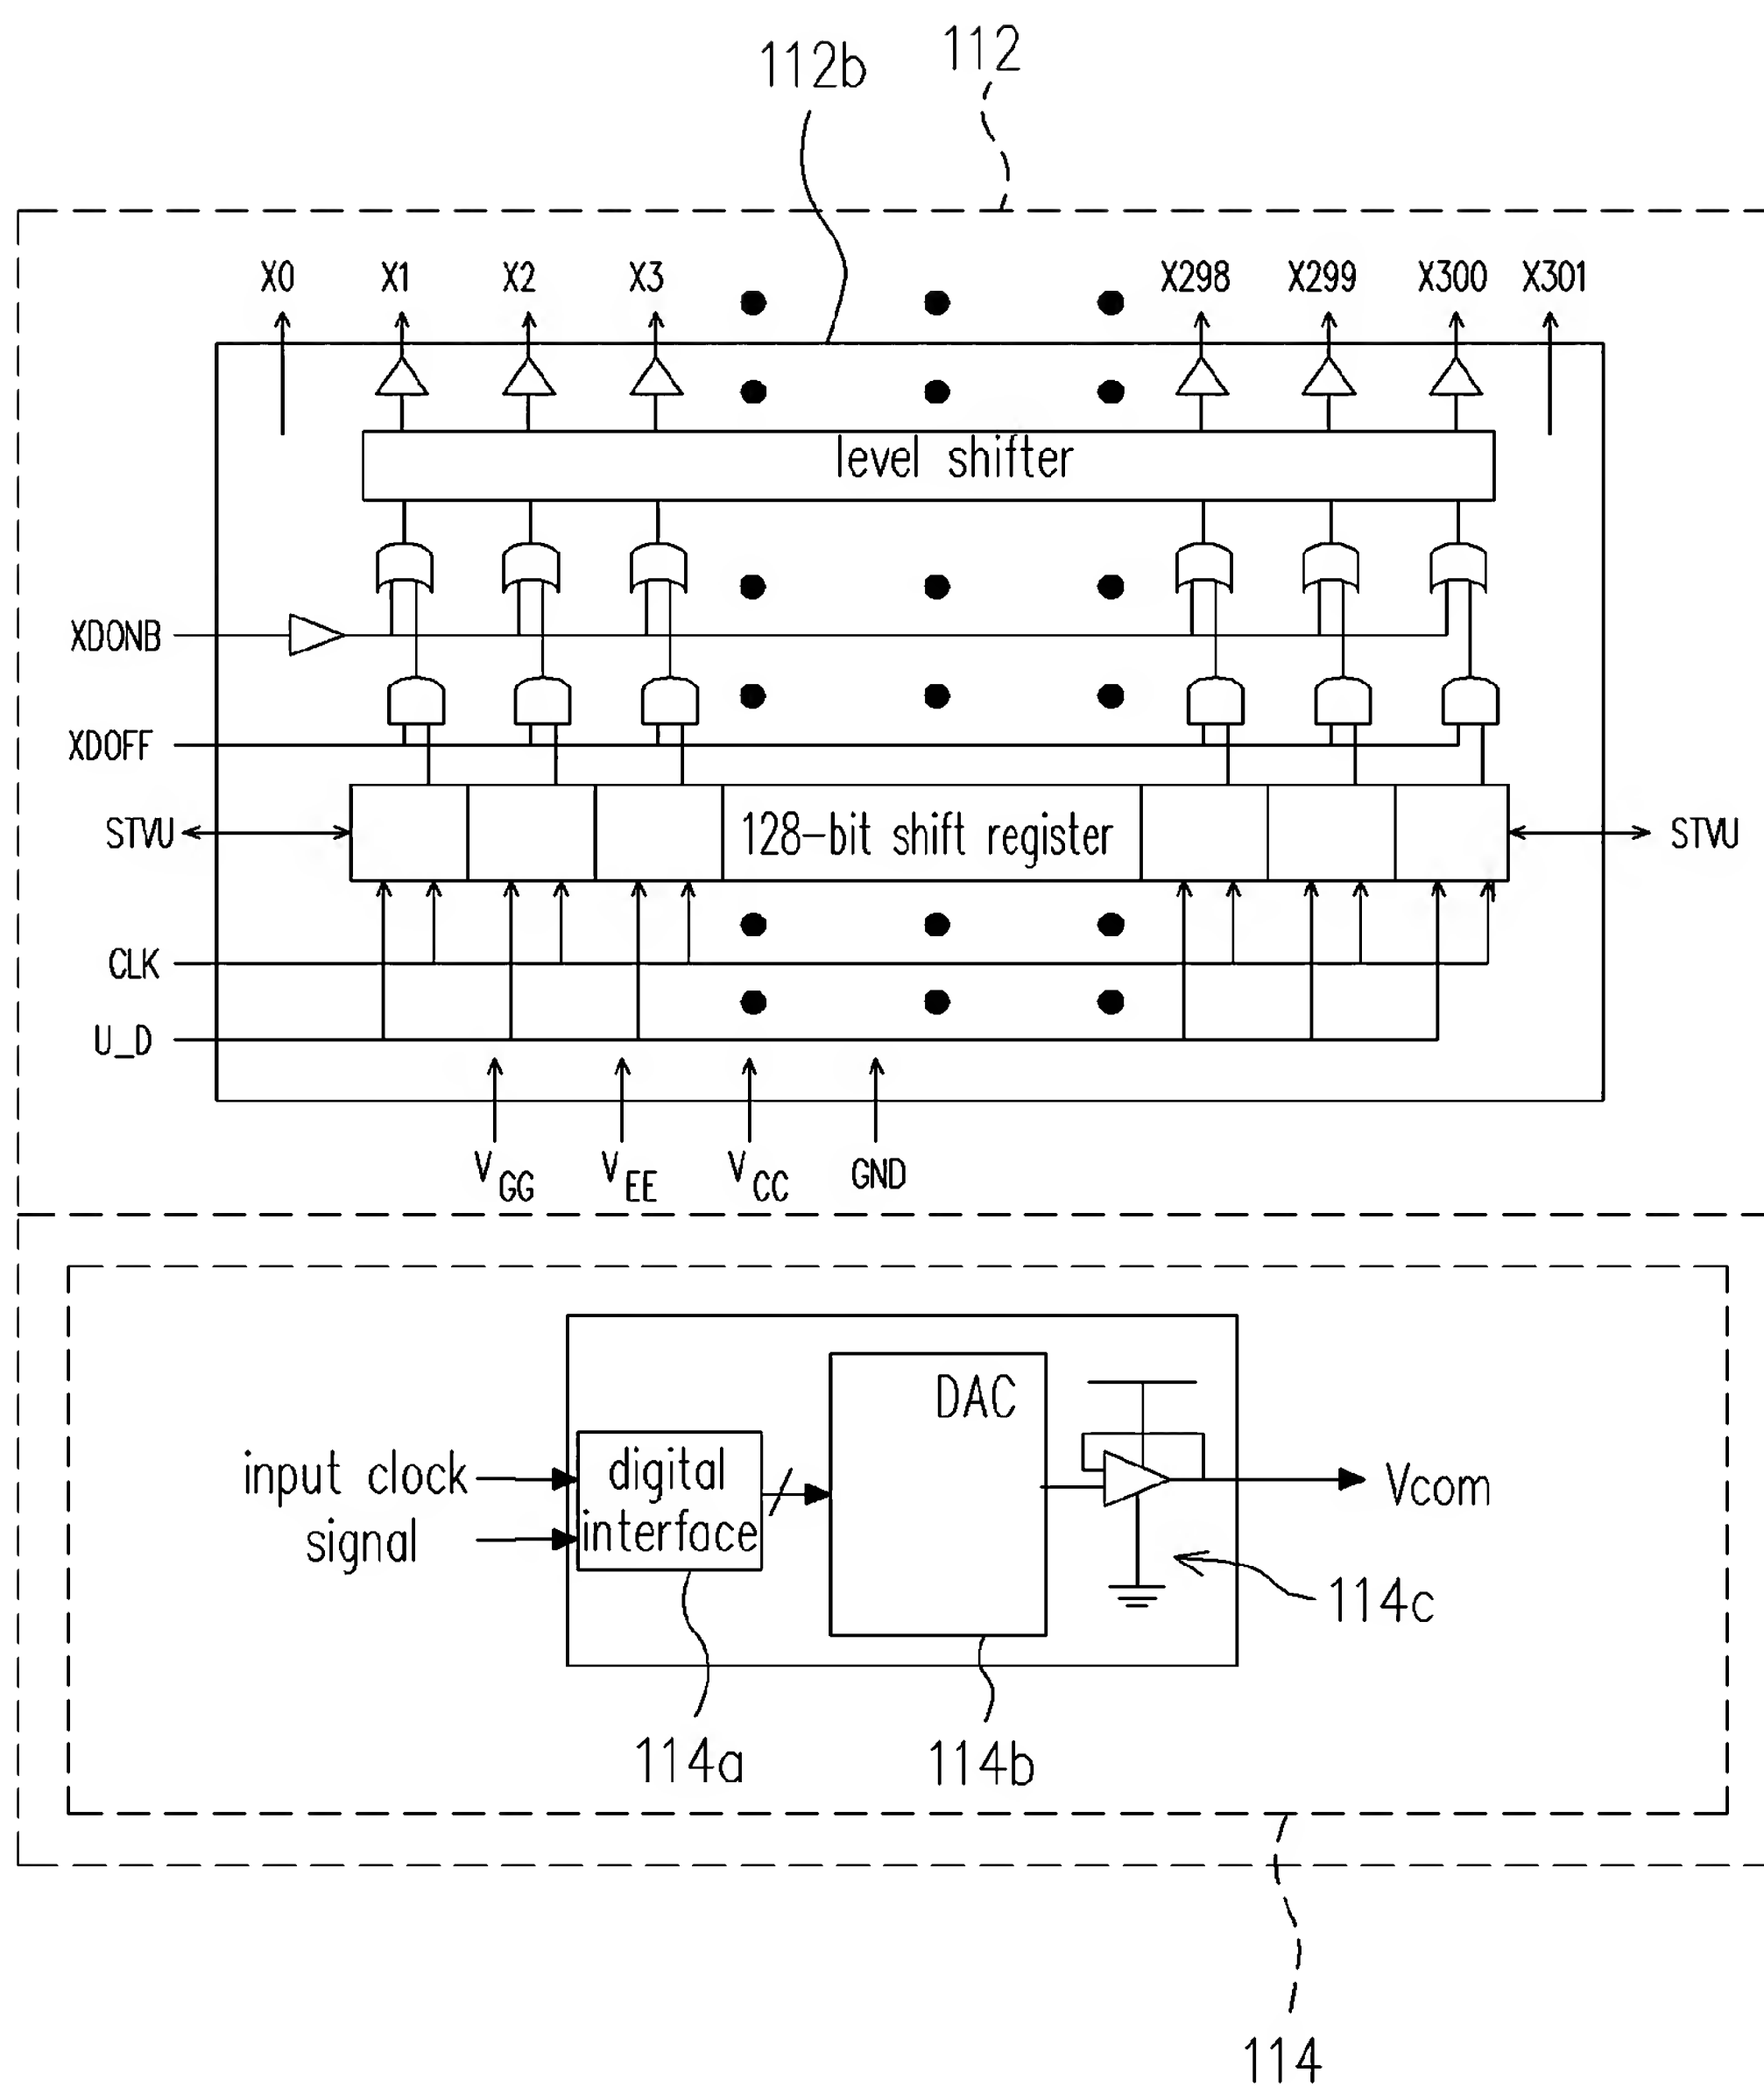 112b 112
X0 X1 X2 X3 X298 X299 X300 X301
level shifter
XDONB
XDOFF
STVU 128-bit shift register STVU
CLK
U_D
VGG VEE VCC GND
DAC
input clock digital Vcom
signal interface
114c
114a 114b
114